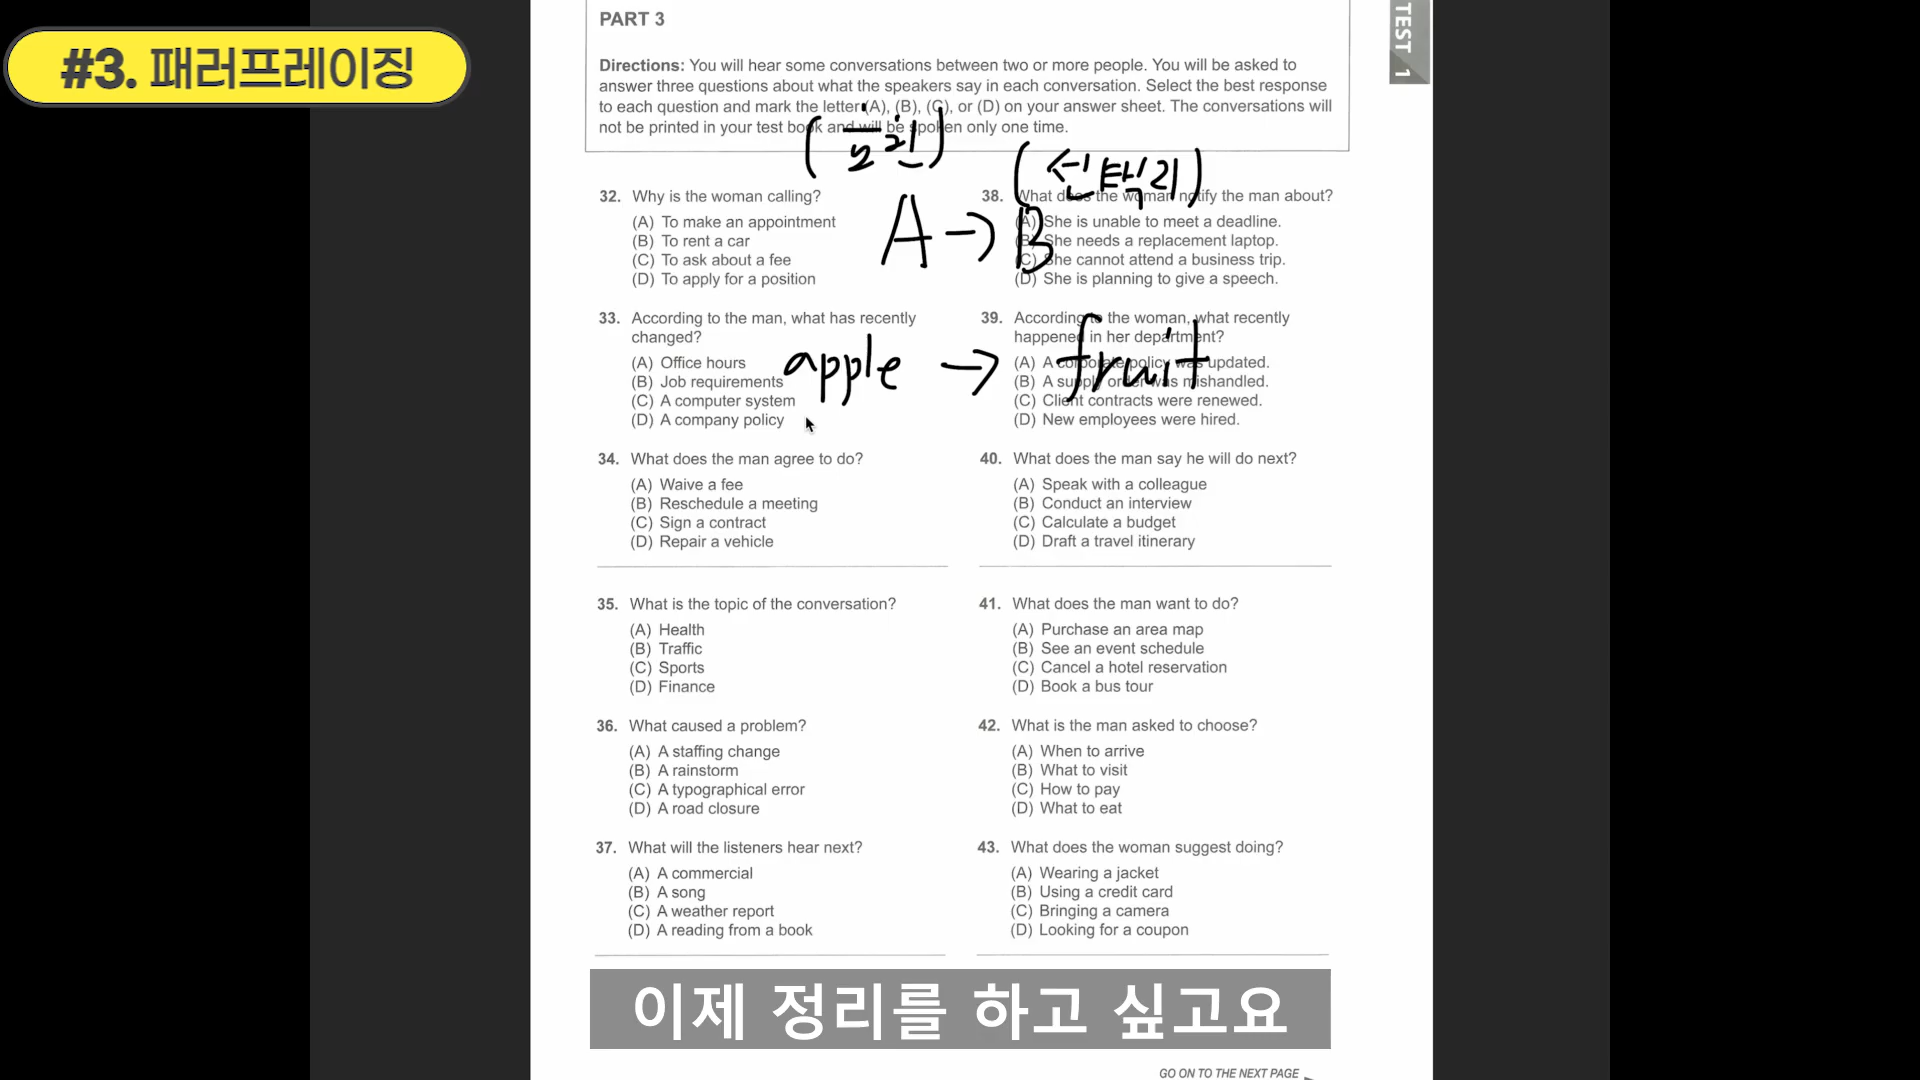 #3. 패러프레이징
TEST 1
PART 3
Directions: You will hear some conversations between two or more people. You will be asked to
answer three questions about what the speakers say in each conversation. Select the best response
to each question and mark the letter (A), (B), (C), or (D) on your answer sheet. The conversations will
not be printed in your test book and will be spoken only one time.
(선택지)
A → B
apple → fruit
32. Why is the woman calling?
(A) To make an appointment
(B) To rent a car
(C) To ask about a fee
(D) To apply for a position
33. According to the man, what has recently
changed?
(A) Office hours
(B) Job requirements
(C) A computer system
(D) A company policy
34. What does the man agree to do?
(A) Waive a fee
(B) Reschedule a meeting
(C) Sign a contract
(D) Repair a vehicle
35. What is the topic of the conversation?
(A) Health
(B) Traffic
(C) Sports
(D) Finance
36. What caused a problem?
(A) A staffing change
(B) A rainstorm
(C) A typographical error
(D) A road closure
37. What will the listeners hear next?
(A) A commercial
(B) A song
(C) A weather report
(D) A reading from a book
38. What does the woman notify the man about?
(A) She is unable to meet a deadline.
(B) She needs a replacement laptop.
(C) She cannot attend a business trip.
(D) She is planning to give a speech.
39. According to the woman, what recently
happened in her department?
(A) A corporate policy was updated.
(B) A supply order was mishandled.
(C) Client contracts were renewed.
(D) New employees were hired.
40. What does the man say he will do next?
(A) Speak with a colleague
(B) Conduct an interview
(C) Calculate a budget
(D) Draft a travel itinerary
41. What does the man want to do?
(A) Purchase an area map
(B) See an event schedule
(C) Cancel a hotel reservation
(D) Book a bus tour
42. What is the man asked to choose?
(A) When to arrive
(B) What to visit
(C) How to pay
(D) What to eat
43. What does the woman suggest doing?
(A) Wearing a jacket
(B) Using a credit card
(C) Bringing a camera
(D) Looking for a coupon
이제 정리를 하고 싶고요
GO ON TO THE NEXT PAGE